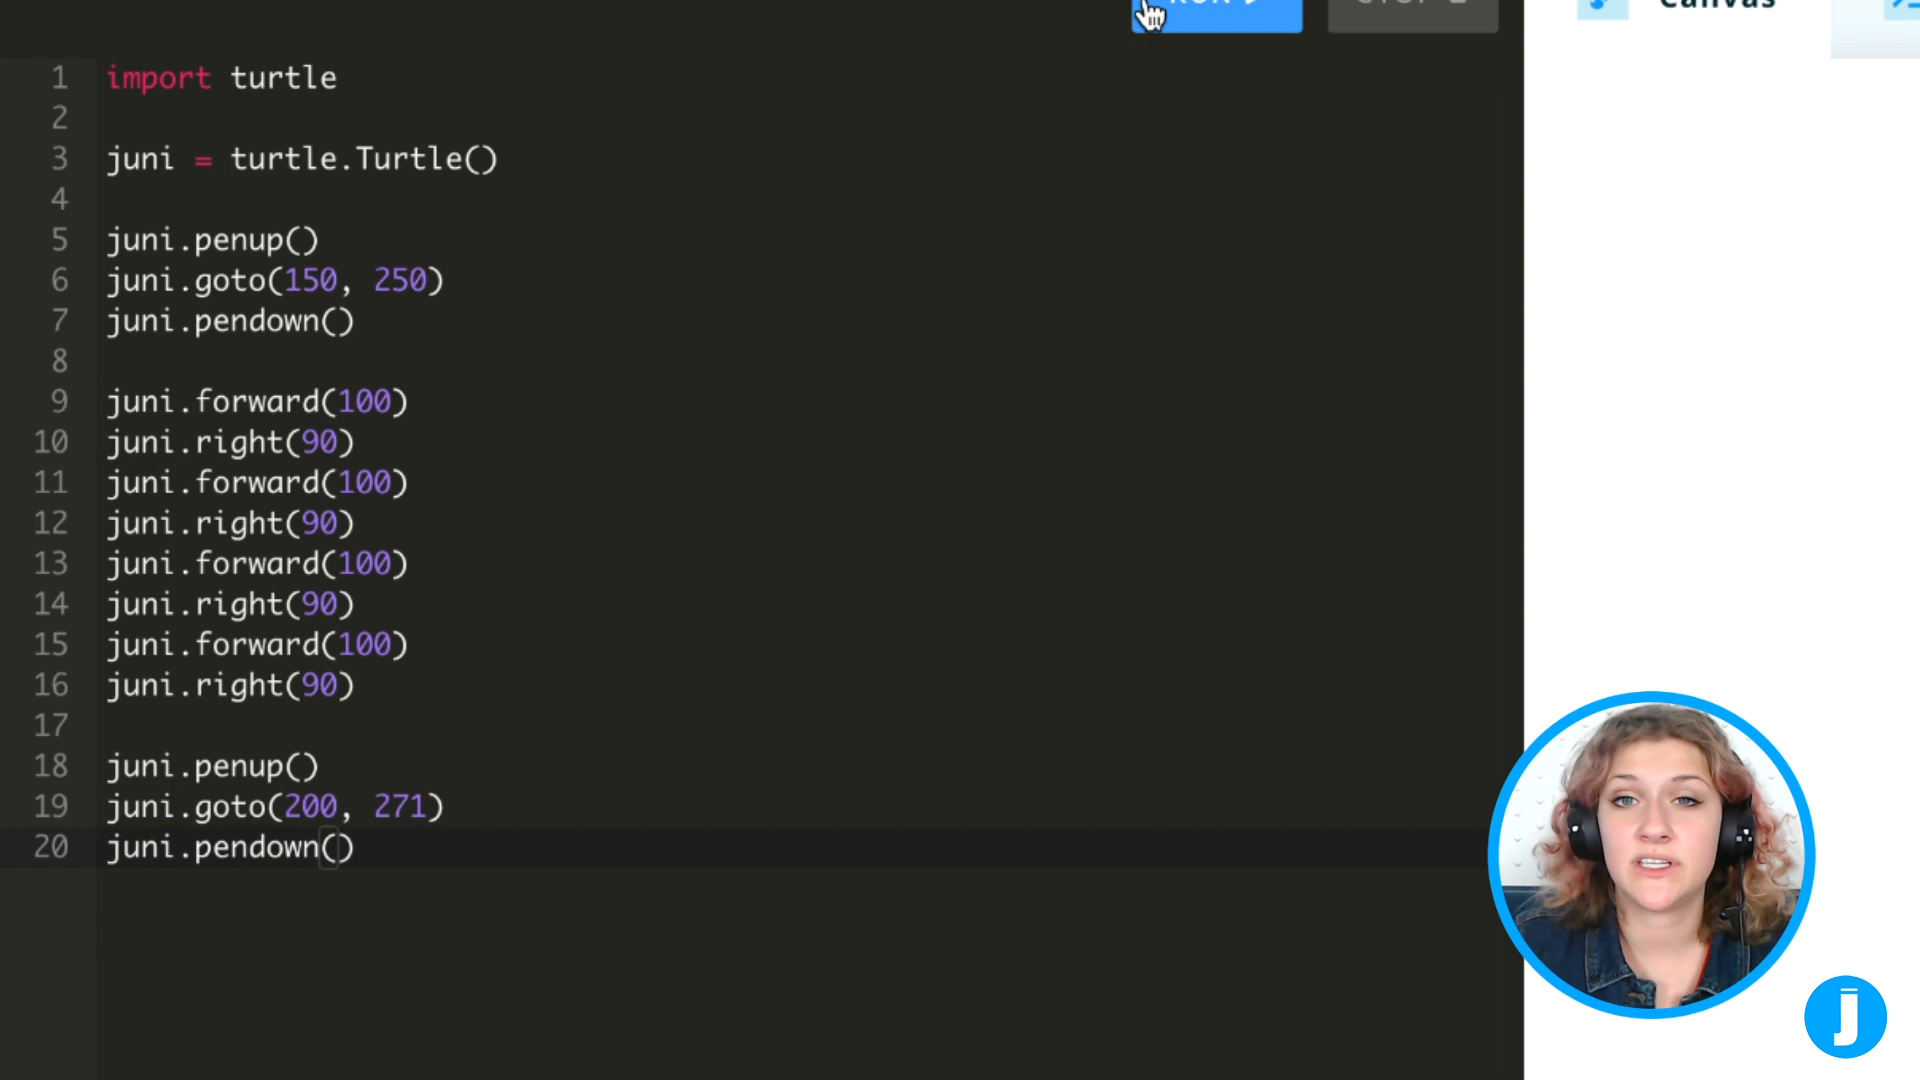 RUN
STOP
Canvas
1 import turtle
2
3 juni = turtle.Turtle()
4
5 juni.penup()
6 juni.goto(150, 250)
7 juni.pendown()
8
9 juni.forward(100)
10 juni.right(90)
11 juni.forward(100)
12 juni.right(90)
13 juni.forward(100)
14 juni.right(90)
15 juni.forward(100)
16 juni.right(90)
17
18 juni.penup()
19 juni.goto(200, 271)
20 juni.pendown()
J